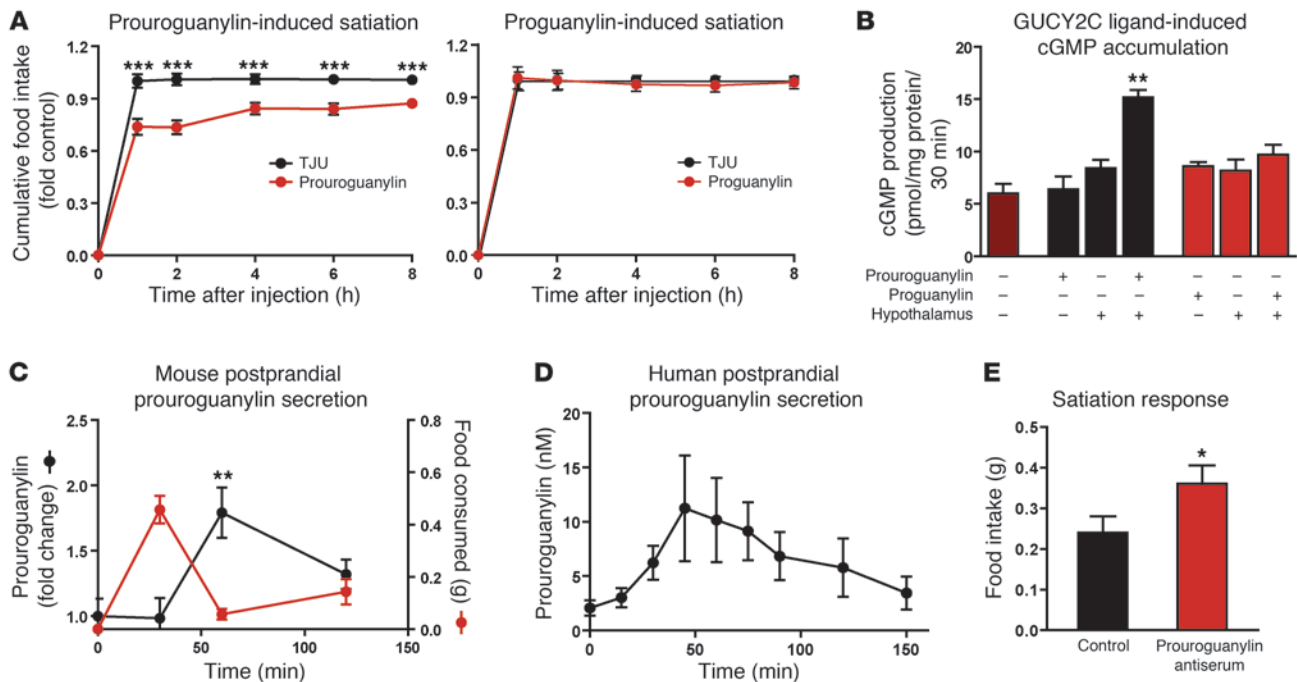 A
Prouroguanylin-induced satiation
Cumulative food intake
(fold control)
1.2
0.9
0.6
0.3
0.0
*** *** *** *** ***
TJU
Prouroguanylin
0 2 4 6 8
Time after injection (h)
Proguanylin-induced satiation
1.2
0.9
0.6
0.3
0.0
TJU
Proguanylin
0 2 4 6 8
Time after injection (h)
B
GUCY2C ligand-induced
cGMP accumulation
cGMP production
(pmol/mg protein/
30 min)
20
15
10
5
0
**
Prouroguanylin – + – + – – –
Proguanylin – – – – + – +
Hypothalamus – – + + – + +
C
Mouse postprandial
prouroguanylin secretion
Prouroguanylin
(fold change)
2.5
2.0
1.5
1.0
**
0.8
0.6
0.4
0.2
0.0
Food consumed
(g)
0 50 100 150
Time (min)
D
Human postprandial
prouroguanylin secretion
Prouroguanylin (nM)
20
15
10
5
0
0 50 100 150
Time (min)
E
Satiation response
Food intake (g)
0.5
0.4
0.3
0.2
0.1
0.0
*
Control
Prouroguanylin
antiserum